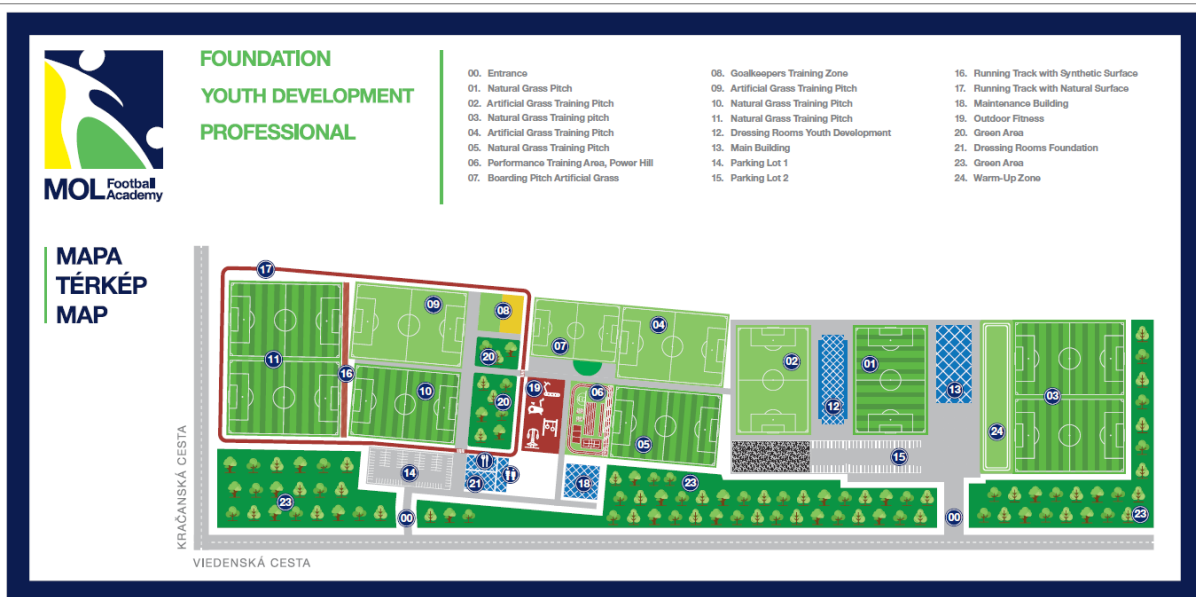 FOUNDATION
YOUTH DEVELOPMENT
PROFESSIONAL
MOL Football
Academy
00. Entrance
01. Natural Grass Pitch
02. Artificial Grass Training Pitch
03. Natural Grass Training pitch
04. Artificial Grass Training Pitch
05. Natural Grass Training Pitch
06. Performance Training Area, Power Hill
07. Boarding Pitch Artificial Grass
08. Goalkeepers Training Zone
09. Artificial Grass Training Pitch
10. Natural Grass Training Pitch
11. Natural Grass Training Pitch
12. Dressing Rooms Youth Development
13. Main Building
14. Parking Lot 1
15. Parking Lot 2
16. Running Track with Synthetic Surface
17. Running Track with Natural Surface
18. Maintenance Building
19. Outdoor Fitness
20. Green Area
21. Dressing Rooms Foundation
23. Green Area
24. Warm-Up Zone
MAPA
TÉRKÉP
MAP
17
09
08
04
07
20
11
16
10
19
20
06
05
02
01
12
13
03
24
15
14
21
18
23
23
23
00
00
KRÁČANSKÁ CESTA
VIEDENSKÁ CESTA